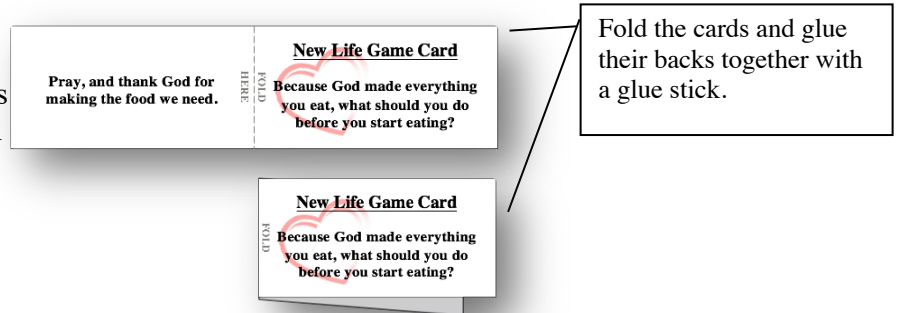 New Life Game Card
Pray, and thank God for
making the food we need.
FOLD
HERE
Because God made everything
you eat, what should you do
before you start eating?
Fold the cards and glue
their backs together with
a glue stick.
s
New Life Game Card
FOLD
Because God made everything
you eat, what should you do
before you start eating?